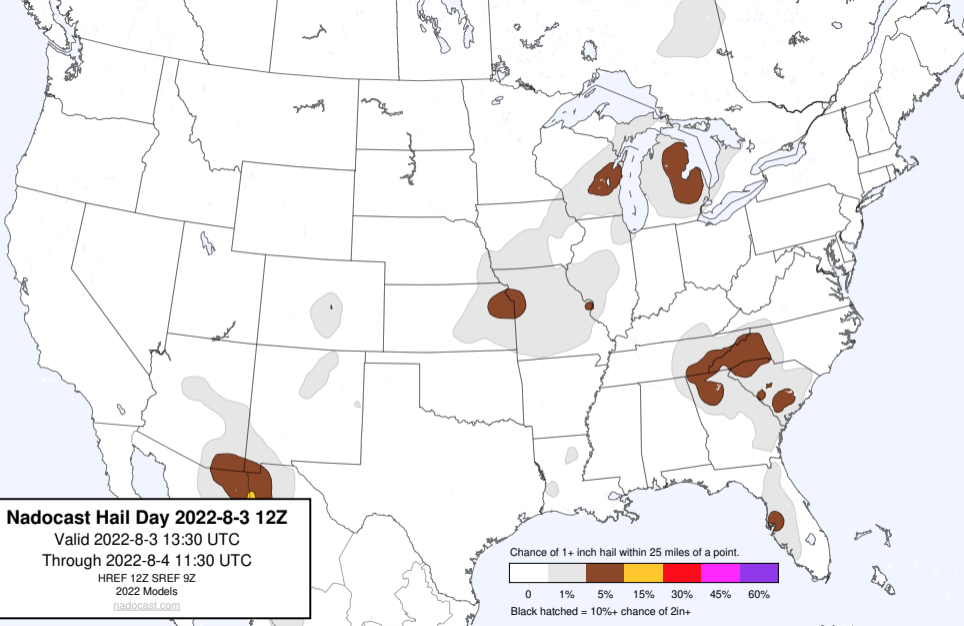 Nadocast Hail Day 2022-8-3 12Z
Valid 2022-8-3 13:30 UTC
Through 2022-8-4 11:30 UTC
HREF 12Z SREF 9Z
2022 Models
nadocast.com
Chance of 1+ inch hail within 25 miles of a point.
0 1% 5% 15% 30% 45% 60%
Black hatched = 10%+ chance of 2in+